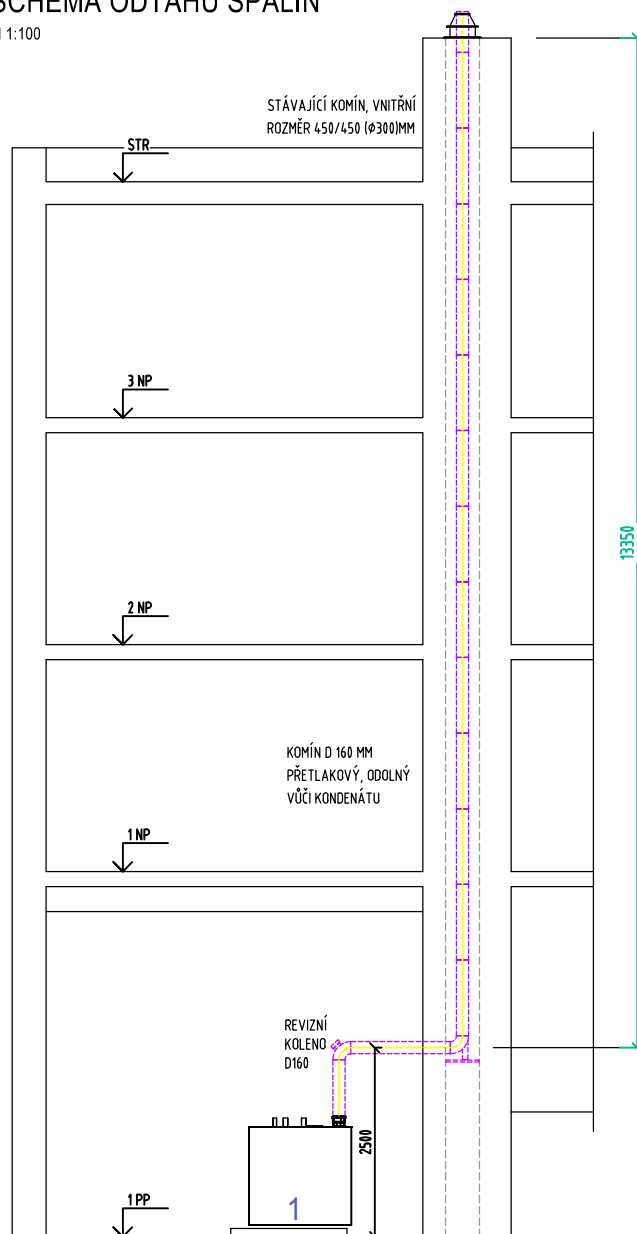 SCHÉMA ODTAHU SPALIN
1:100
STÁVAJÍCÍ KOMÍN, VNITŘNÍ
ROZMĚR 450/450 (Φ300)MM
STR
3 NP
13350
2 NP
KOMÍN D 160 MM
PŘETLAKOVÝ, ODOLNÝ
VŮČI KONDENÁTU
1 NP
REVIZNÍ
KOLENO
D160
2500
1 PP
1